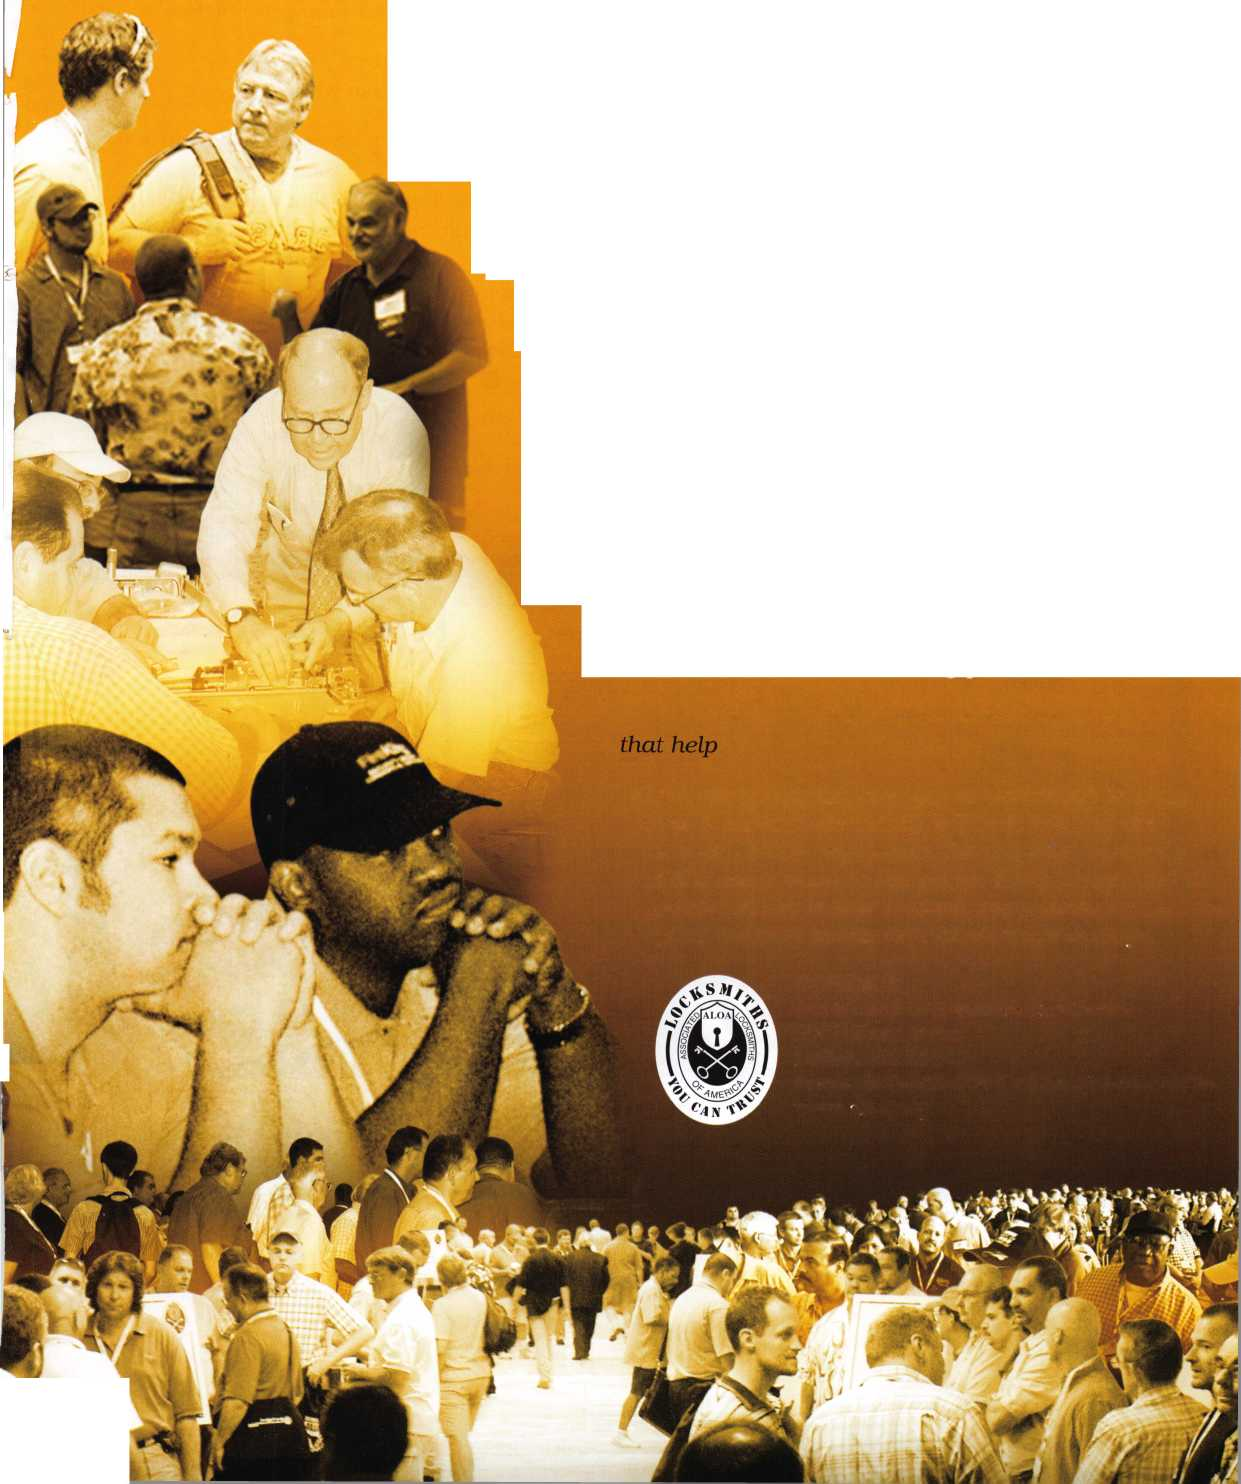 that help
LOCKSMITHS
ALOA
ASSOCIATED LOCKSMITHS
OF AMERICA
YOU CAN TRUST